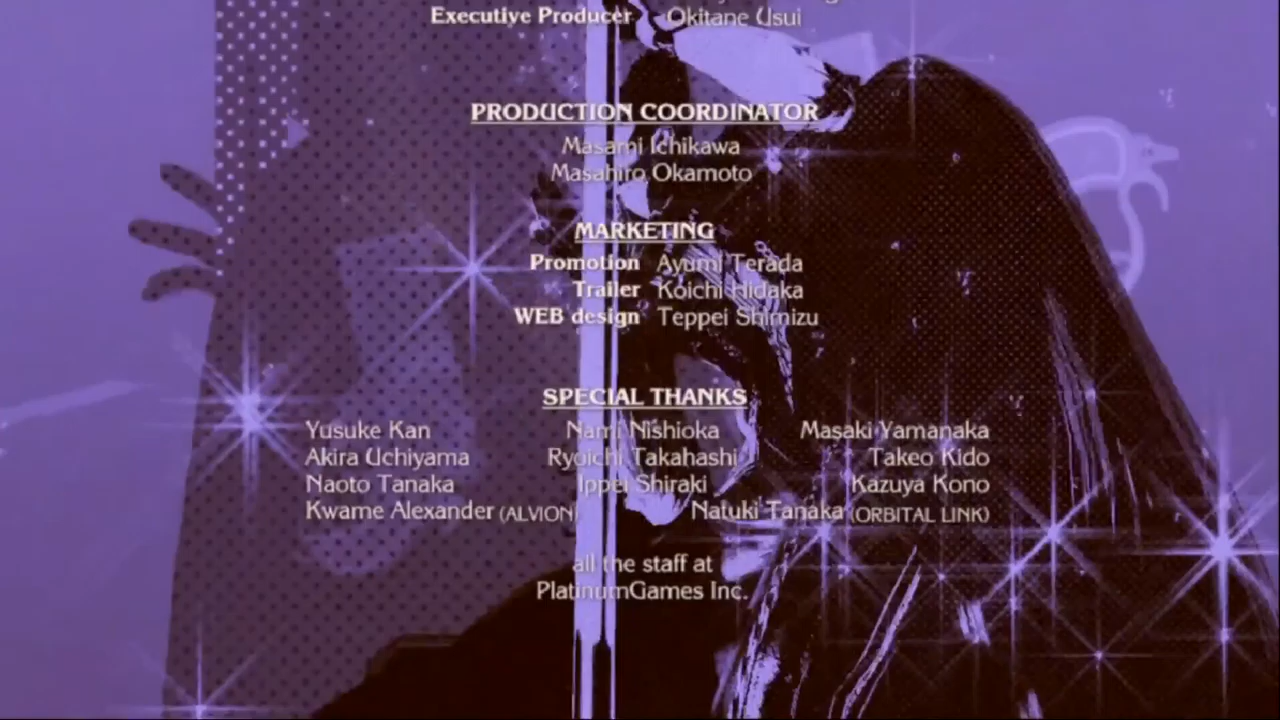 Executive Producer Okitane Usui
PRODUCTION COORDINATOR
Masami Ichikawa
Masahiro Okamoto
MARKETING
Promotion Ayumi Terada
Trailer Koichi Hidaka
WEB design Teppei Shimizu
SPECIAL THANKS
Yusuke Kan Nami Nishioka Masaki Yamanaka
Akira Uchiyama Ryoichi Takahashi Takeo Kido
Naoto Tanaka Ippei Shiraki Kazuya Kono
Kwame Alexander (ALVION) Natuki Tanaka (ORBITAL LINK)
all the staff at
PlatinumGames Inc.